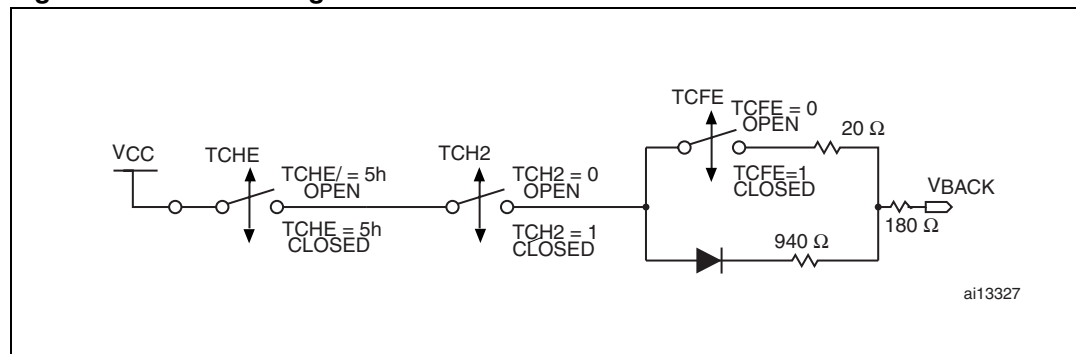 VCC
TCHE
TCHE/ = 5h
OPEN
TCHE = 5h
CLOSED
TCH2
TCH2 = 0
OPEN
TCH2 = 1
CLOSED
TCFE
TCFE = 0
OPEN
TCFE=1
CLOSED
20 Ω
940 Ω
VBACK
180 Ω
ai13327